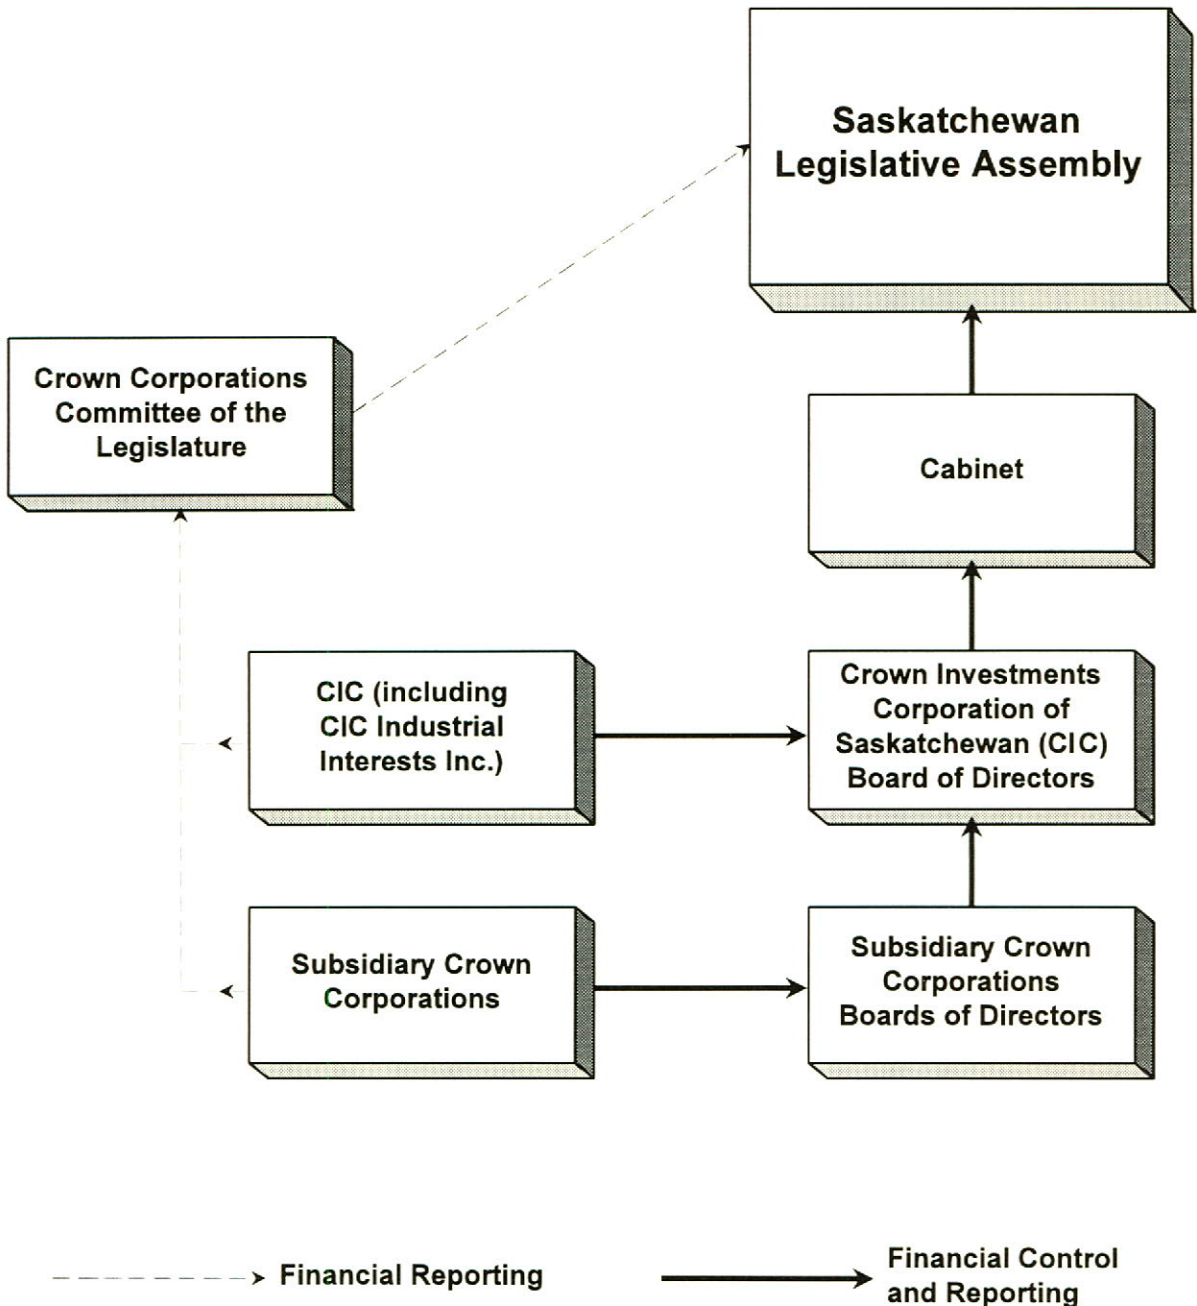 Saskatchewan
Legislative Assembly
Crown Corporations
Committee of the
Legislature
Cabinet
CIC (including
CIC Industrial
Interests Inc.)
Crown Investments
Corporation of
Saskatchewan (CIC)
Board of Directors
Subsidiary Crown
Corporations
Subsidiary Crown
Corporations
Boards of Directors
Financial Reporting
Financial Control
and Reporting